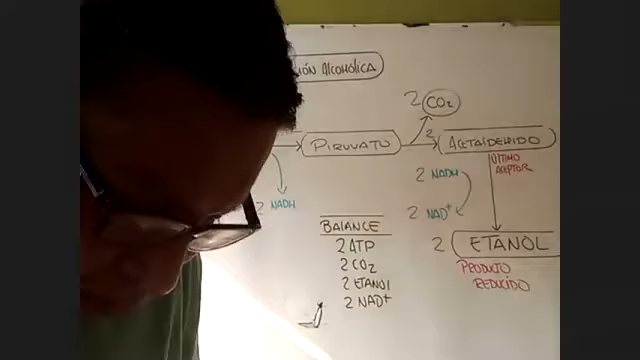 IÓN ALCOHÓLICA
2 CO₂
PIRUVATO
2
ACETALDEHIDO
ÚLTIMO
ACEPTOR
2 NADH
2 NAD⁺
2 NADH
BALANCE
2 ATP
2 CO₂
2 ETANOL
2 NAD⁺
2 ETANOL
PRODUCTO
REDUCIDO